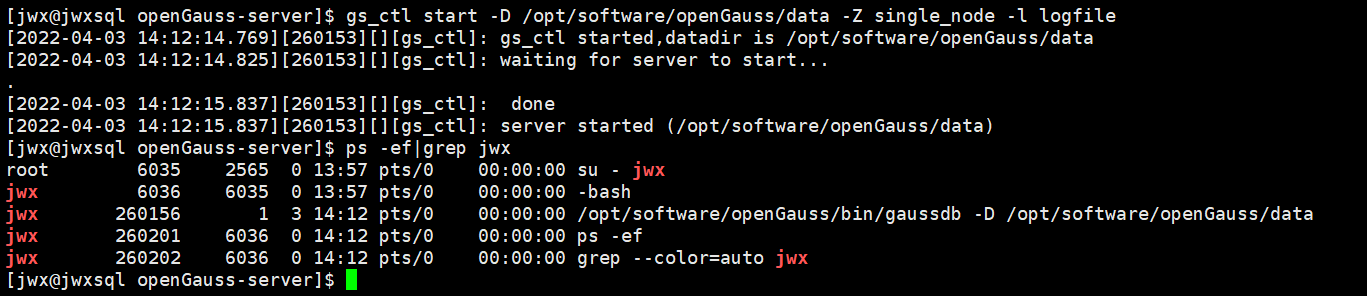 [jwx@jwxsql openGauss-server]$ gs_ctl start -D /opt/software/openGauss/data -Z single_node -l logfile
[2022-04-03 14:12:14.769][260153][][gs_ctl]: gs_ctl started,datadir is /opt/software/openGauss/data
[2022-04-03 14:12:14.825][260153][][gs_ctl]: waiting for server to start...
.
[2022-04-03 14:12:15.837][260153][][gs_ctl]:  done
[2022-04-03 14:12:15.837][260153][][gs_ctl]: server started (/opt/software/openGauss/data)
[jwx@jwxsql openGauss-server]$ ps -ef|grep jwx
root        6035    2565  0 13:57 pts/0    00:00:00 su - jwx
jwx         6036    6035  0 13:57 pts/0    00:00:00 -bash
jwx       260156       1  3 14:12 pts/0    00:00:00 /opt/software/openGauss/bin/gaussdb -D /opt/software/openGauss/data
jwx       260201    6036  0 14:12 pts/0    00:00:00 ps -ef
jwx       260202    6036  0 14:12 pts/0    00:00:00 grep --color=auto jwx
[jwx@jwxsql openGauss-server]$